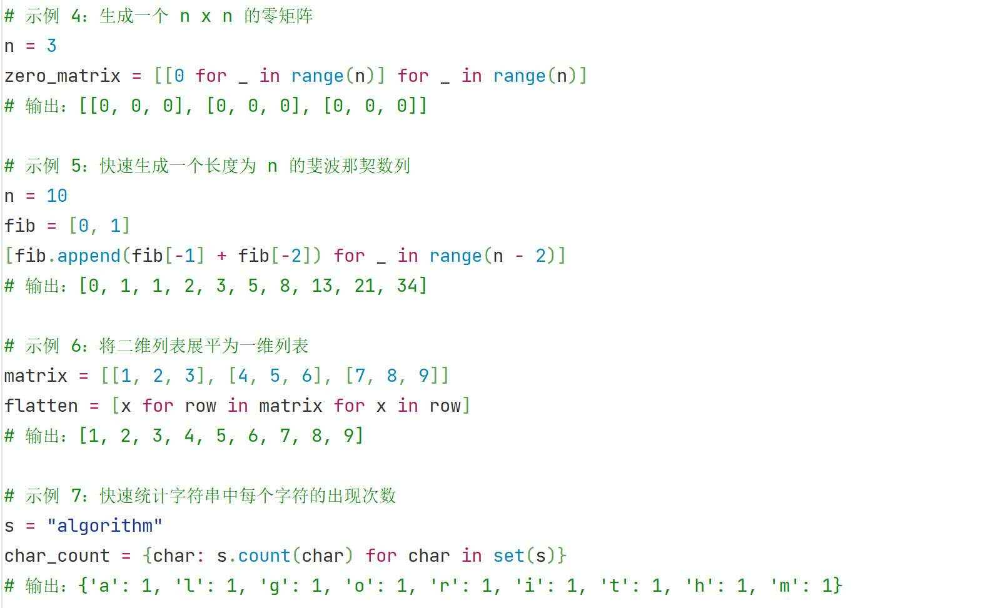 # 示例 4：生成一个 n x n 的零矩阵
n = 3
zero_matrix = [[0 for _ in range(n)] for _ in range(n)]
# 输出：[[0, 0, 0], [0, 0, 0], [0, 0, 0]]
# 示例 5：快速生成一个长度为 n 的斐波那契数列
n = 10
fib = [0, 1]
[fib.append(fib[-1] + fib[-2]) for _ in range(n - 2)]
# 输出：[0, 1, 1, 2, 3, 5, 8, 13, 21, 34]
# 示例 6：将二维列表展平为一维列表
matrix = [[1, 2, 3], [4, 5, 6], [7, 8, 9]]
flatten = [x for row in matrix for x in row]
# 输出：[1, 2, 3, 4, 5, 6, 7, 8, 9]
# 示例 7：快速统计字符串中每个字符的出现次数
s = "algorithm"
char_count = {char: s.count(char) for char in set(s)}
# 输出：{'a': 1, 'l': 1, 'g': 1, 'o': 1, 'r': 1, 'i': 1, 't': 1, 'h': 1, 'm': 1}